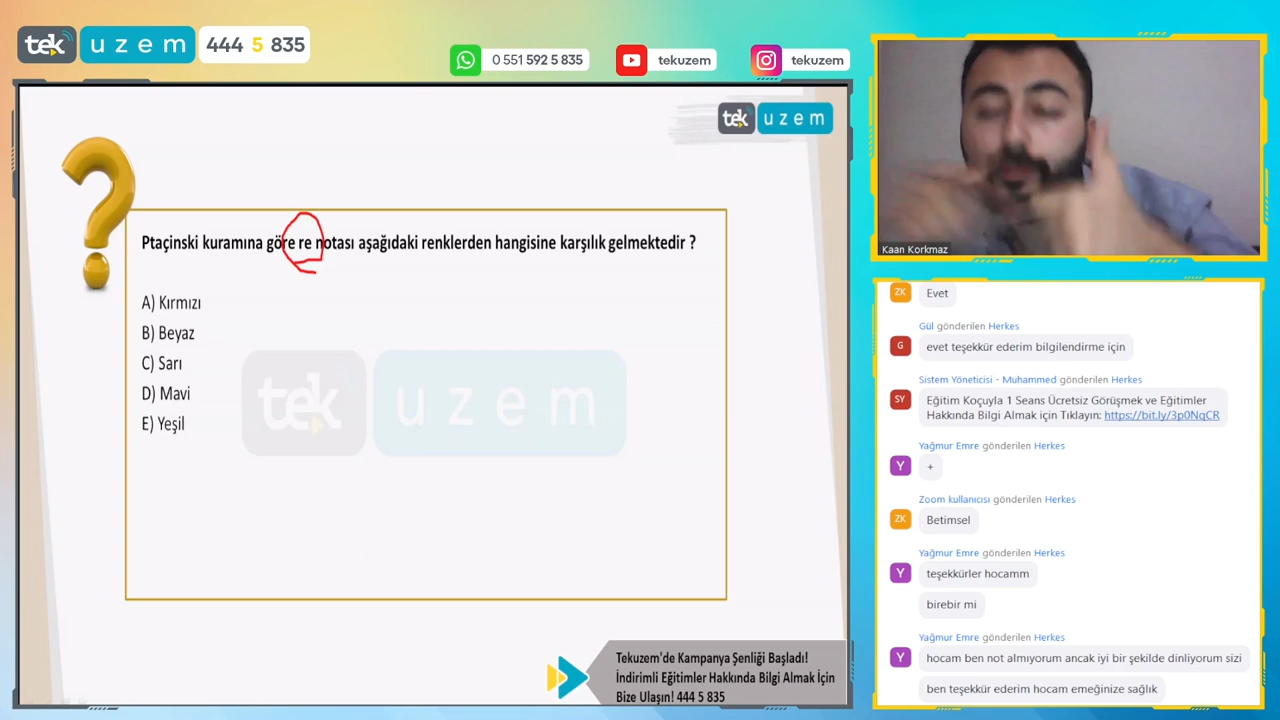 tek uzem 444 5 835
0 551 592 5 835
tekuzem
tekuzem
tek uzem
Ptaçinski kuramına göre re notası aşağıdaki renklerden hangisine karşılık gelmektedir ?
A) Kırmızı
B) Beyaz
C) Sarı
D) Mavi
E) Yeşil
tek uzem
Tekuzem'de Kampanya Şenliği Başladı!
İndirimli Eğitimler Hakkında Bilgi Almak İçin
Bize Ulaşın! 444 5 835
Kaan Korkmaz
ZK Evet
Gül gönderilen Herkes
G evet teşekkür ederim bilgilendirme için
Sistem Yöneticisi - Muhammed gönderilen Herkes
SY Eğitim Koçuyla 1 Seans Ücretsiz Görüşmek ve Eğitimler
Hakkında Bilgi Almak için Tıklayın: https://bit.ly/3p0NqCR
Yağmur Emre gönderilen Herkes
Y +
Zoom kullanıcısı gönderilen Herkes
ZK Betimsel
Yağmur Emre gönderilen Herkes
Y teşekkürler hocamm
birebir mi
Yağmur Emre gönderilen Herkes
Y hocam ben not almıyorum ancak iyi bir şekilde dinliyorum sizi
ben teşekkür ederim hocam emeğinize sağlık